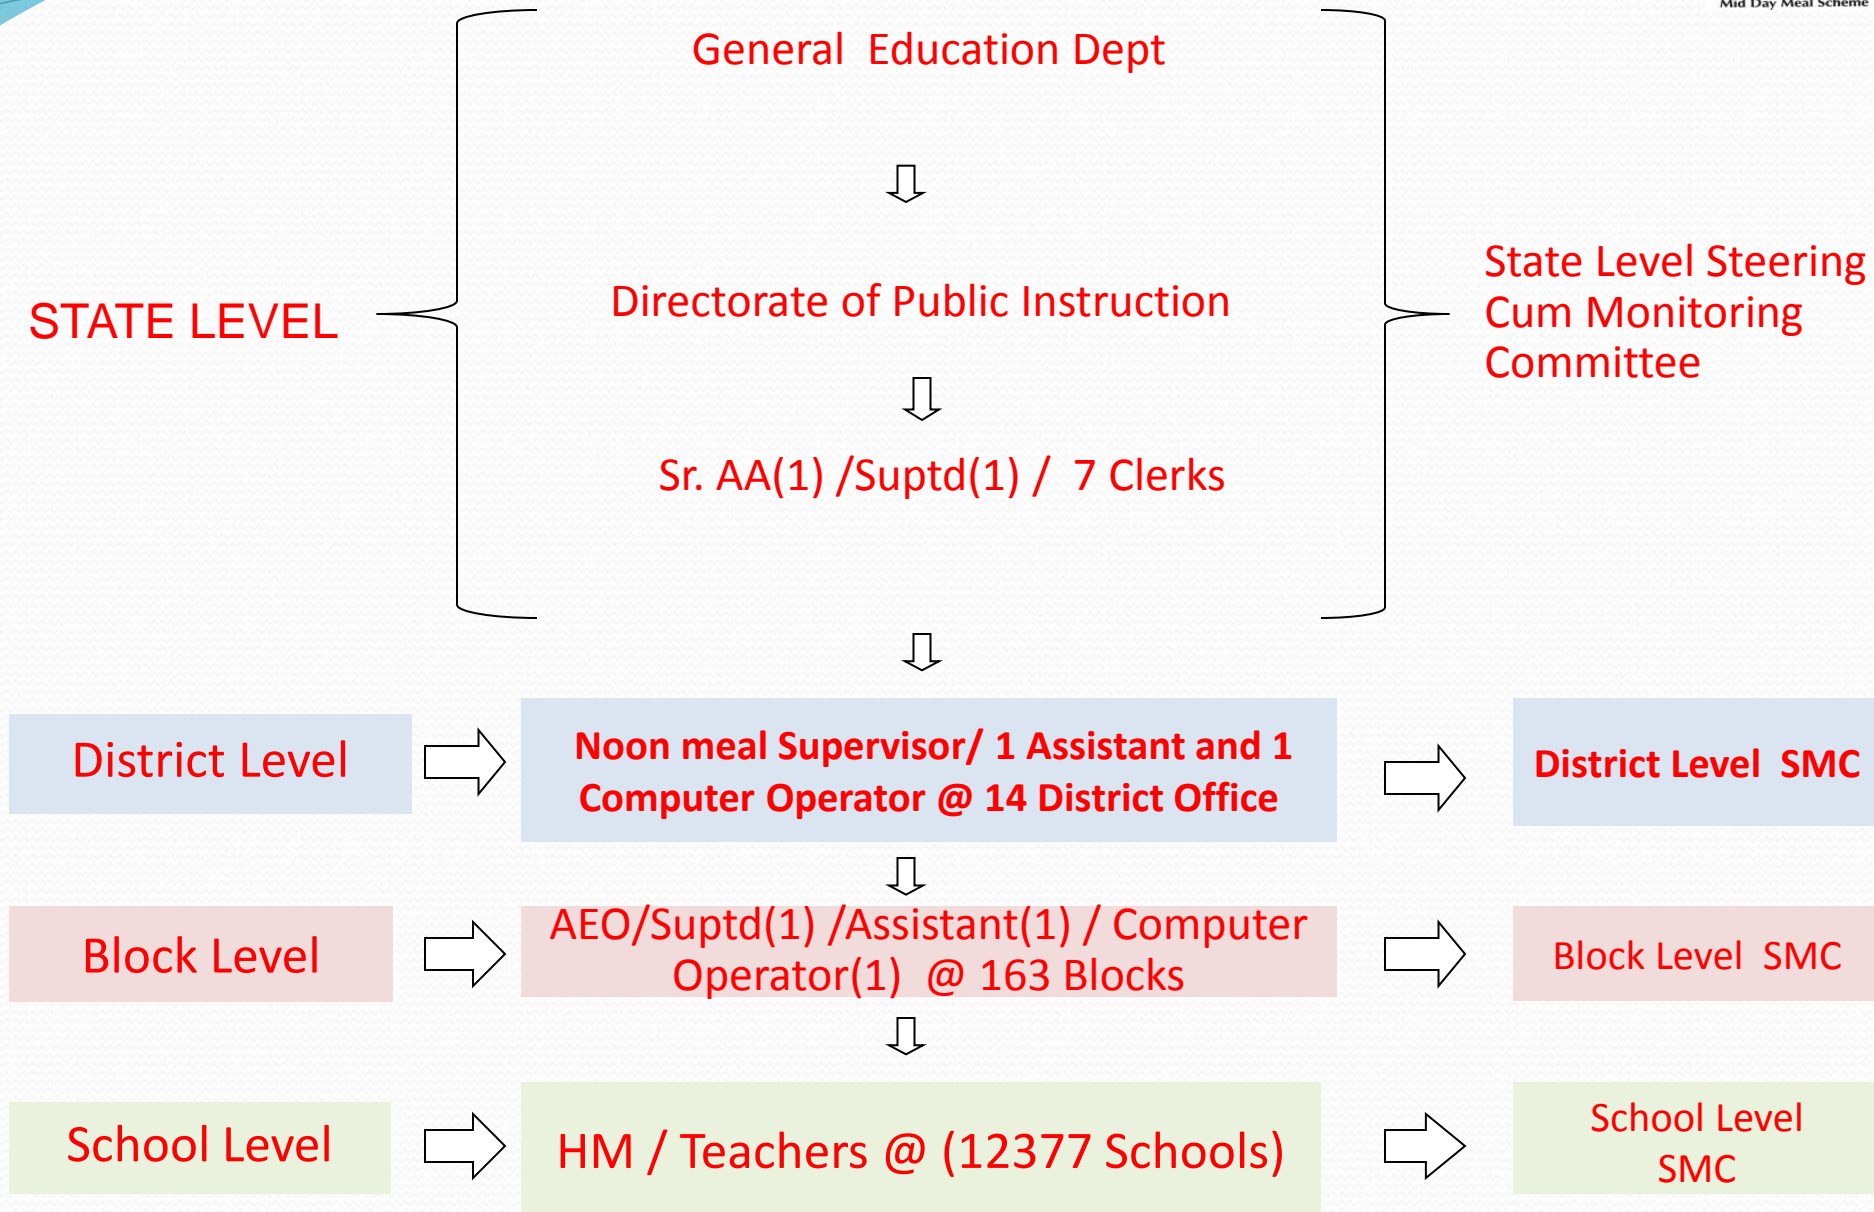 Mid Day Meal Scheme
General Education Dept
Directorate of Public Instruction
Sr. AA(1) /Suptd(1) / 7 Clerks
STATE LEVEL
State Level Steering
Cum Monitoring
Committee
District Level
Noon meal Supervisor/ 1 Assistant and 1
Computer Operator @ 14 District Office
District Level SMC
Block Level
AEO/Suptd(1) /Assistant(1) / Computer
Operator(1) @ 163 Blocks
Block Level SMC
School Level
HM / Teachers @ (12377 Schools)
School Level
SMC